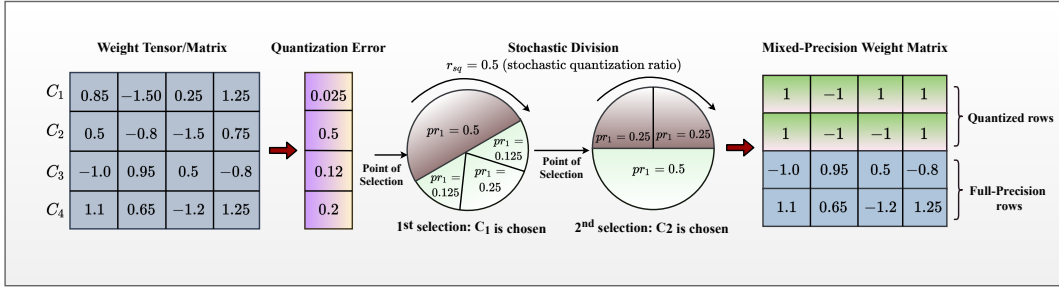 Weight Tensor/Matrix
Quantization Error
Stochastic Division
Mixed-Precision Weight Matrix
r_sq = 0.5 (stochastic quantization ratio)
C₁ 0.85 −1.50 0.25 1.25
C₂ 0.5 −0.8 −1.5 0.75
C₃ −1.0 0.95 0.5 −0.8
C₄ 1.1 0.65 −1.2 1.25
0.025
0.5
0.12
0.2
Point of
Selection
pr₁ = 0.5
pr₁ =
0.125
pr₁ =
0.25
pr₁ =
0.125
1st selection: C₁ is chosen
Point of
Selection
pr₁ = 0.25
pr₁ = 0.25
pr₁ = 0.5
2nd selection: C2 is chosen
1 −1 1 1
1 −1 −1 1
−1.0 0.95 0.5 −0.8
1.1 0.65 −1.2 1.25
Quantized rows
Full-Precision
rows